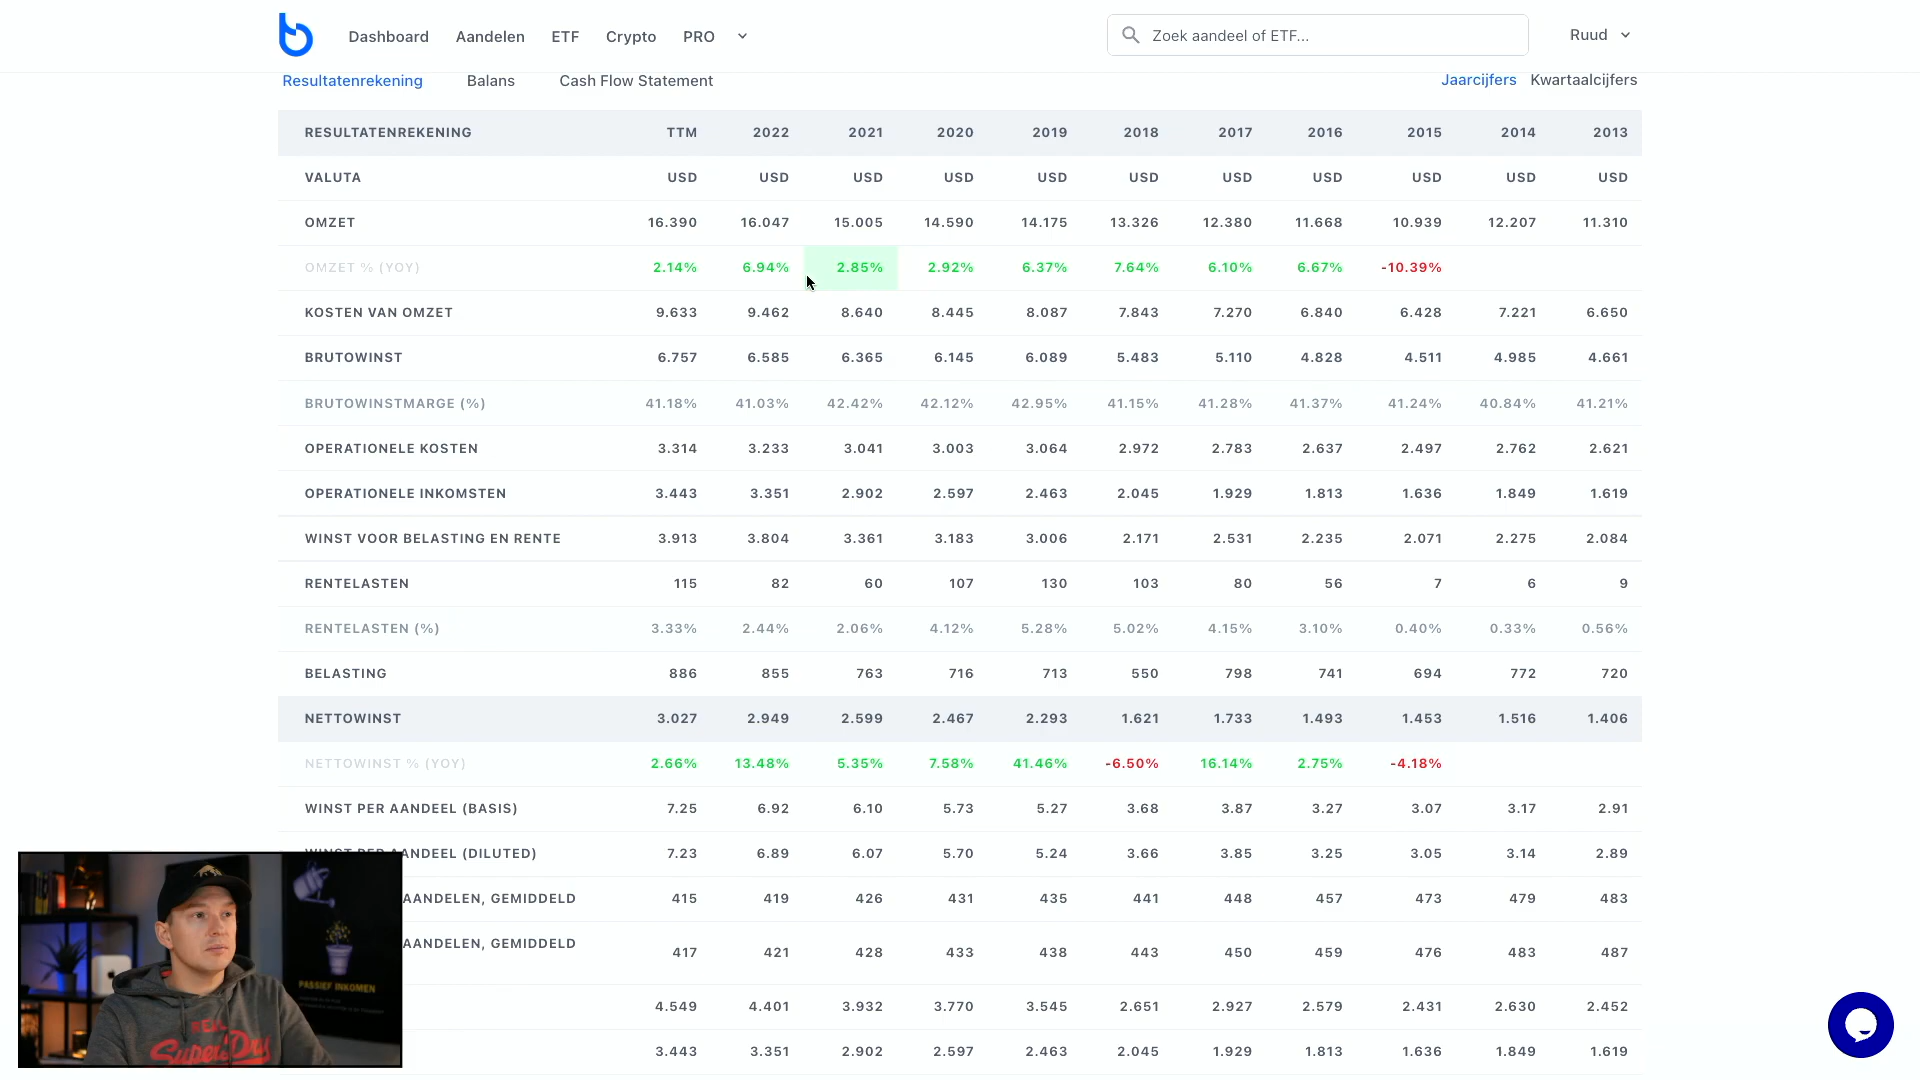 Dashboard Aandelen ETF Crypto PRO Zoek aandeel of ETF... Ruud
Resultatenrekening Balans Cash Flow Statement Jaarcijfers Kwartaalcijfers
RESULTATENREKENING TTM 2022 2021 2020 2019 2018 2017 2016 2015 2014 2013
VALUTA USD USD USD USD USD USD USD USD USD USD USD
OMZET 16.390 16.047 15.005 14.590 14.175 13.326 12.380 11.668 10.939 12.207 11.310
OMZET % (YOY) 2.14% 6.94% 2.85% 2.92% 6.37% 7.64% 6.10% 6.67% -10.39%
KOSTEN VAN OMZET 9.633 9.462 8.640 8.445 8.087 7.843 7.270 6.840 6.428 7.221 6.650
BRUTOWINST 6.757 6.585 6.365 6.145 6.089 5.483 5.110 4.828 4.511 4.985 4.661
BRUTOWINSTMARGE (%) 41.18% 41.03% 42.42% 42.12% 42.95% 41.15% 41.28% 41.37% 41.24% 40.84% 41.21%
OPERATIONELE KOSTEN 3.314 3.233 3.041 3.003 3.064 2.972 2.783 2.637 2.497 2.762 2.621
OPERATIONELE INKOMSTEN 3.443 3.351 2.902 2.597 2.463 2.045 1.929 1.813 1.636 1.849 1.619
WINST VOOR BELASTING EN RENTE 3.913 3.804 3.361 3.183 3.006 2.171 2.531 2.235 2.071 2.275 2.084
RENTELASTEN 115 82 60 107 130 103 80 56 7 6 9
RENTELASTEN (%) 3.33% 2.44% 2.06% 4.12% 5.28% 5.02% 4.15% 3.10% 0.40% 0.33% 0.56%
BELASTING 886 855 763 716 713 550 798 741 694 772 720
NETTOWINST 3.027 2.949 2.599 2.467 2.293 1.621 1.733 1.493 1.453 1.516 1.406
NETTOWINST % (YOY) 2.66% 13.48% 5.35% 7.58% 41.46% -6.50% 16.14% 2.75% -4.18%
WINST PER AANDEEL (BASIS) 7.25 6.92 6.10 5.73 5.27 3.68 3.87 3.27 3.07 3.17 2.91
WINST PER AANDEEL (DILUTED) 7.23 6.89 6.07 5.70 5.24 3.66 3.85 3.25 3.05 3.14 2.89
AANDELEN, GEMIDDELD 415 419 426 431 435 441 448 457 473 479 483
AANDELEN, GEMIDDELD 417 421 428 433 438 443 450 459 476 483 487
4.549 4.401 3.932 3.770 3.545 2.651 2.927 2.579 2.431 2.630 2.452
3.443 3.351 2.902 2.597 2.463 2.045 1.929 1.813 1.636 1.849 1.619
PASSIEF INKOMEN
Superdry